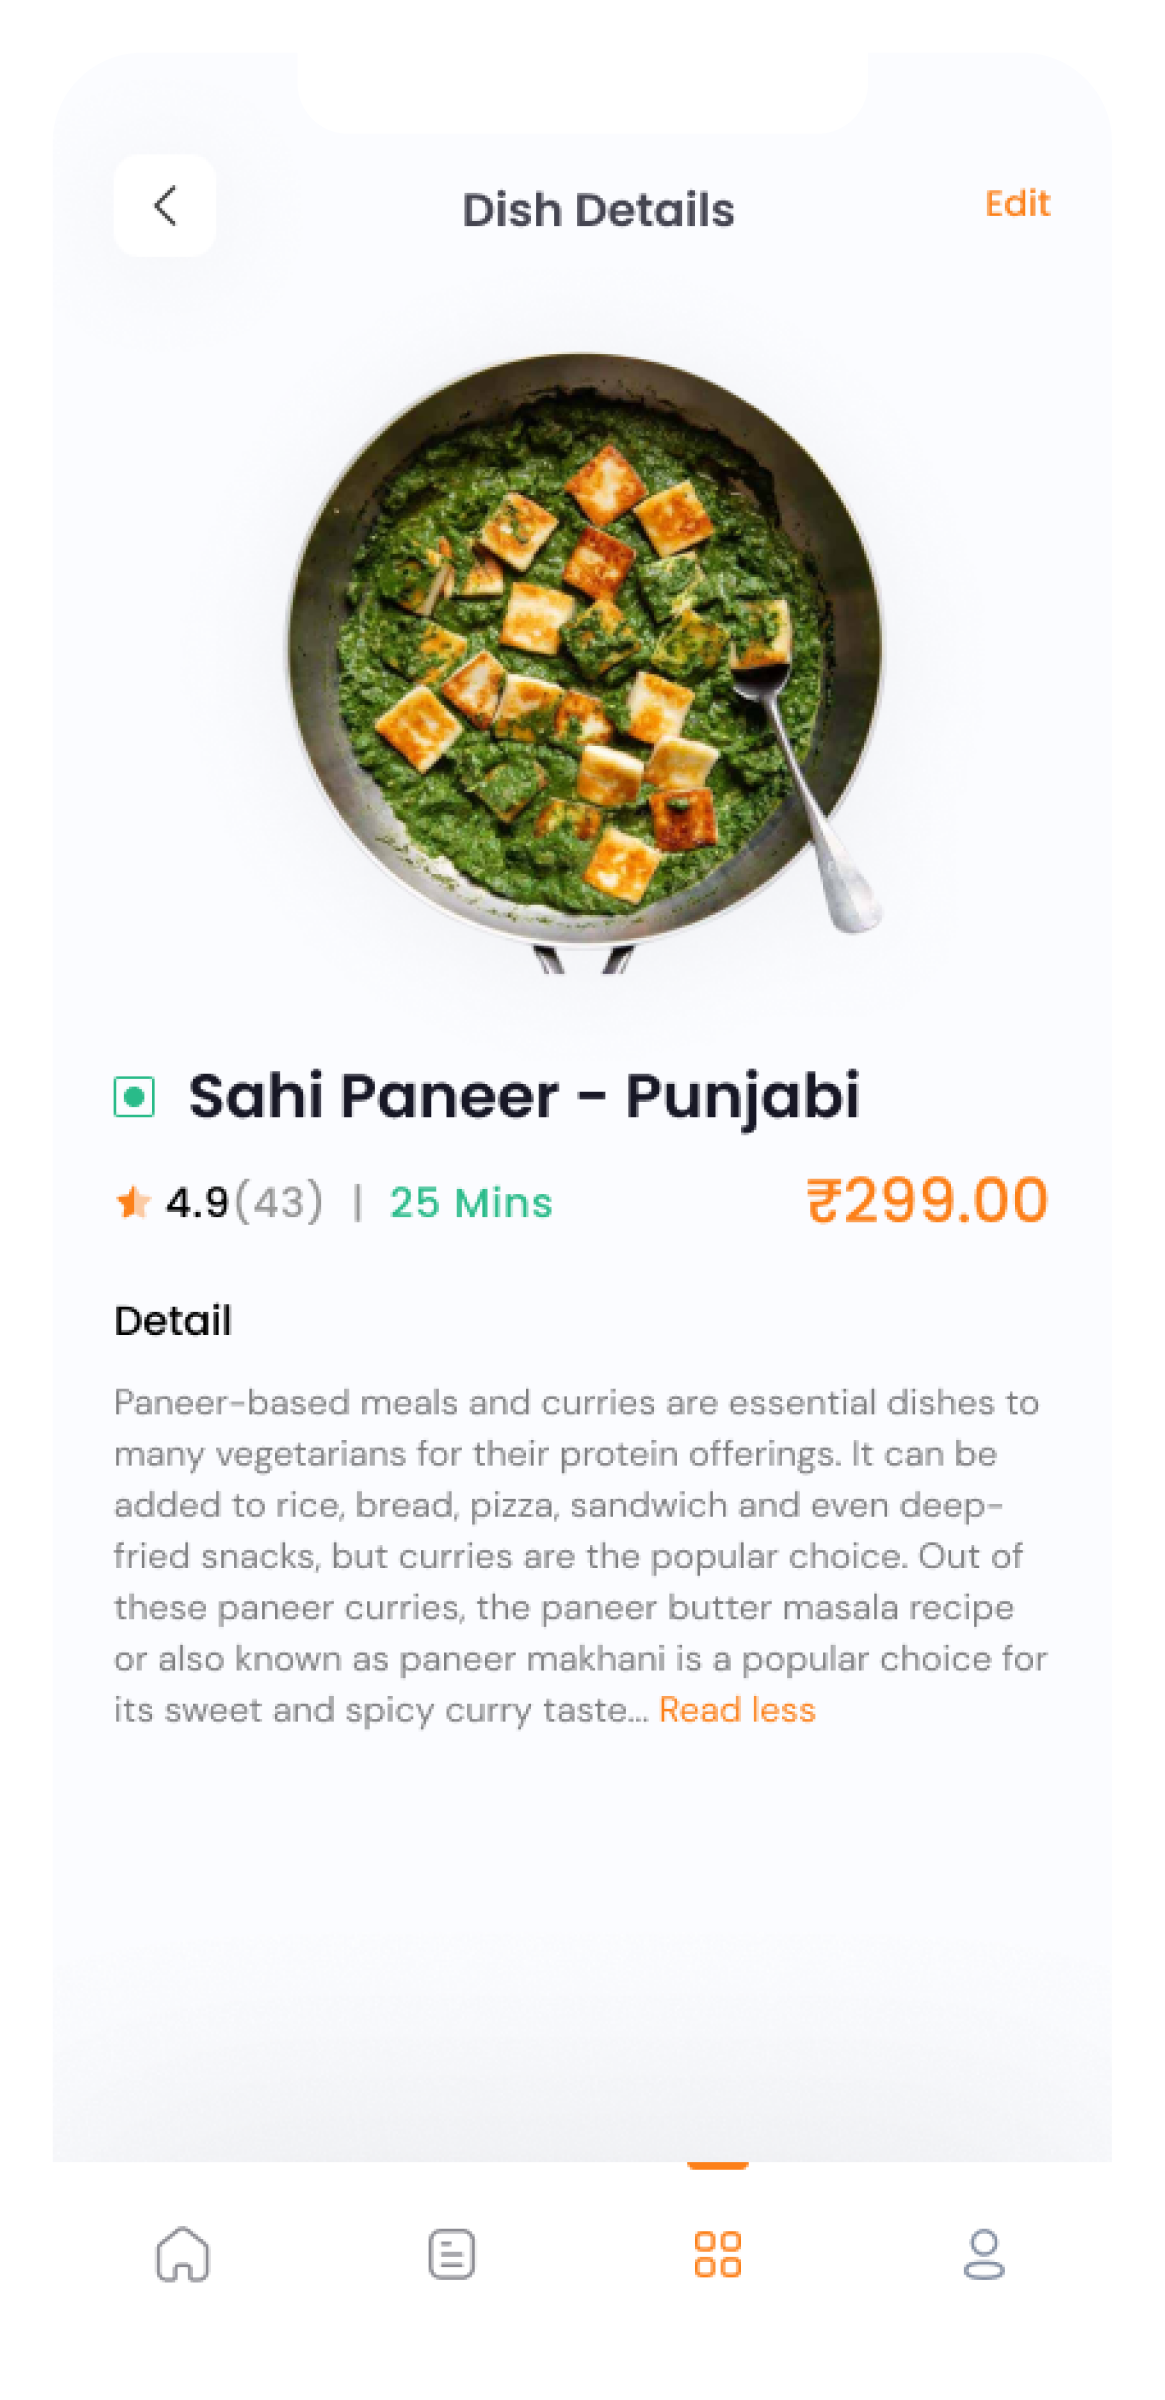 Dish Details
Edit
Sahi Paneer - Punjabi
4.9(43) | 25 Mins
₹299.00
Detail
Paneer-based meals and curries are essential dishes to
many vegetarians for their protein offerings. It can be
added to rice, bread, pizza, sandwich and even deep-
fried snacks, but curries are the popular choice. Out of
these paneer curries, the paneer butter masala recipe
or also known as paneer makhani is a popular choice for
its sweet and spicy curry taste... Read less